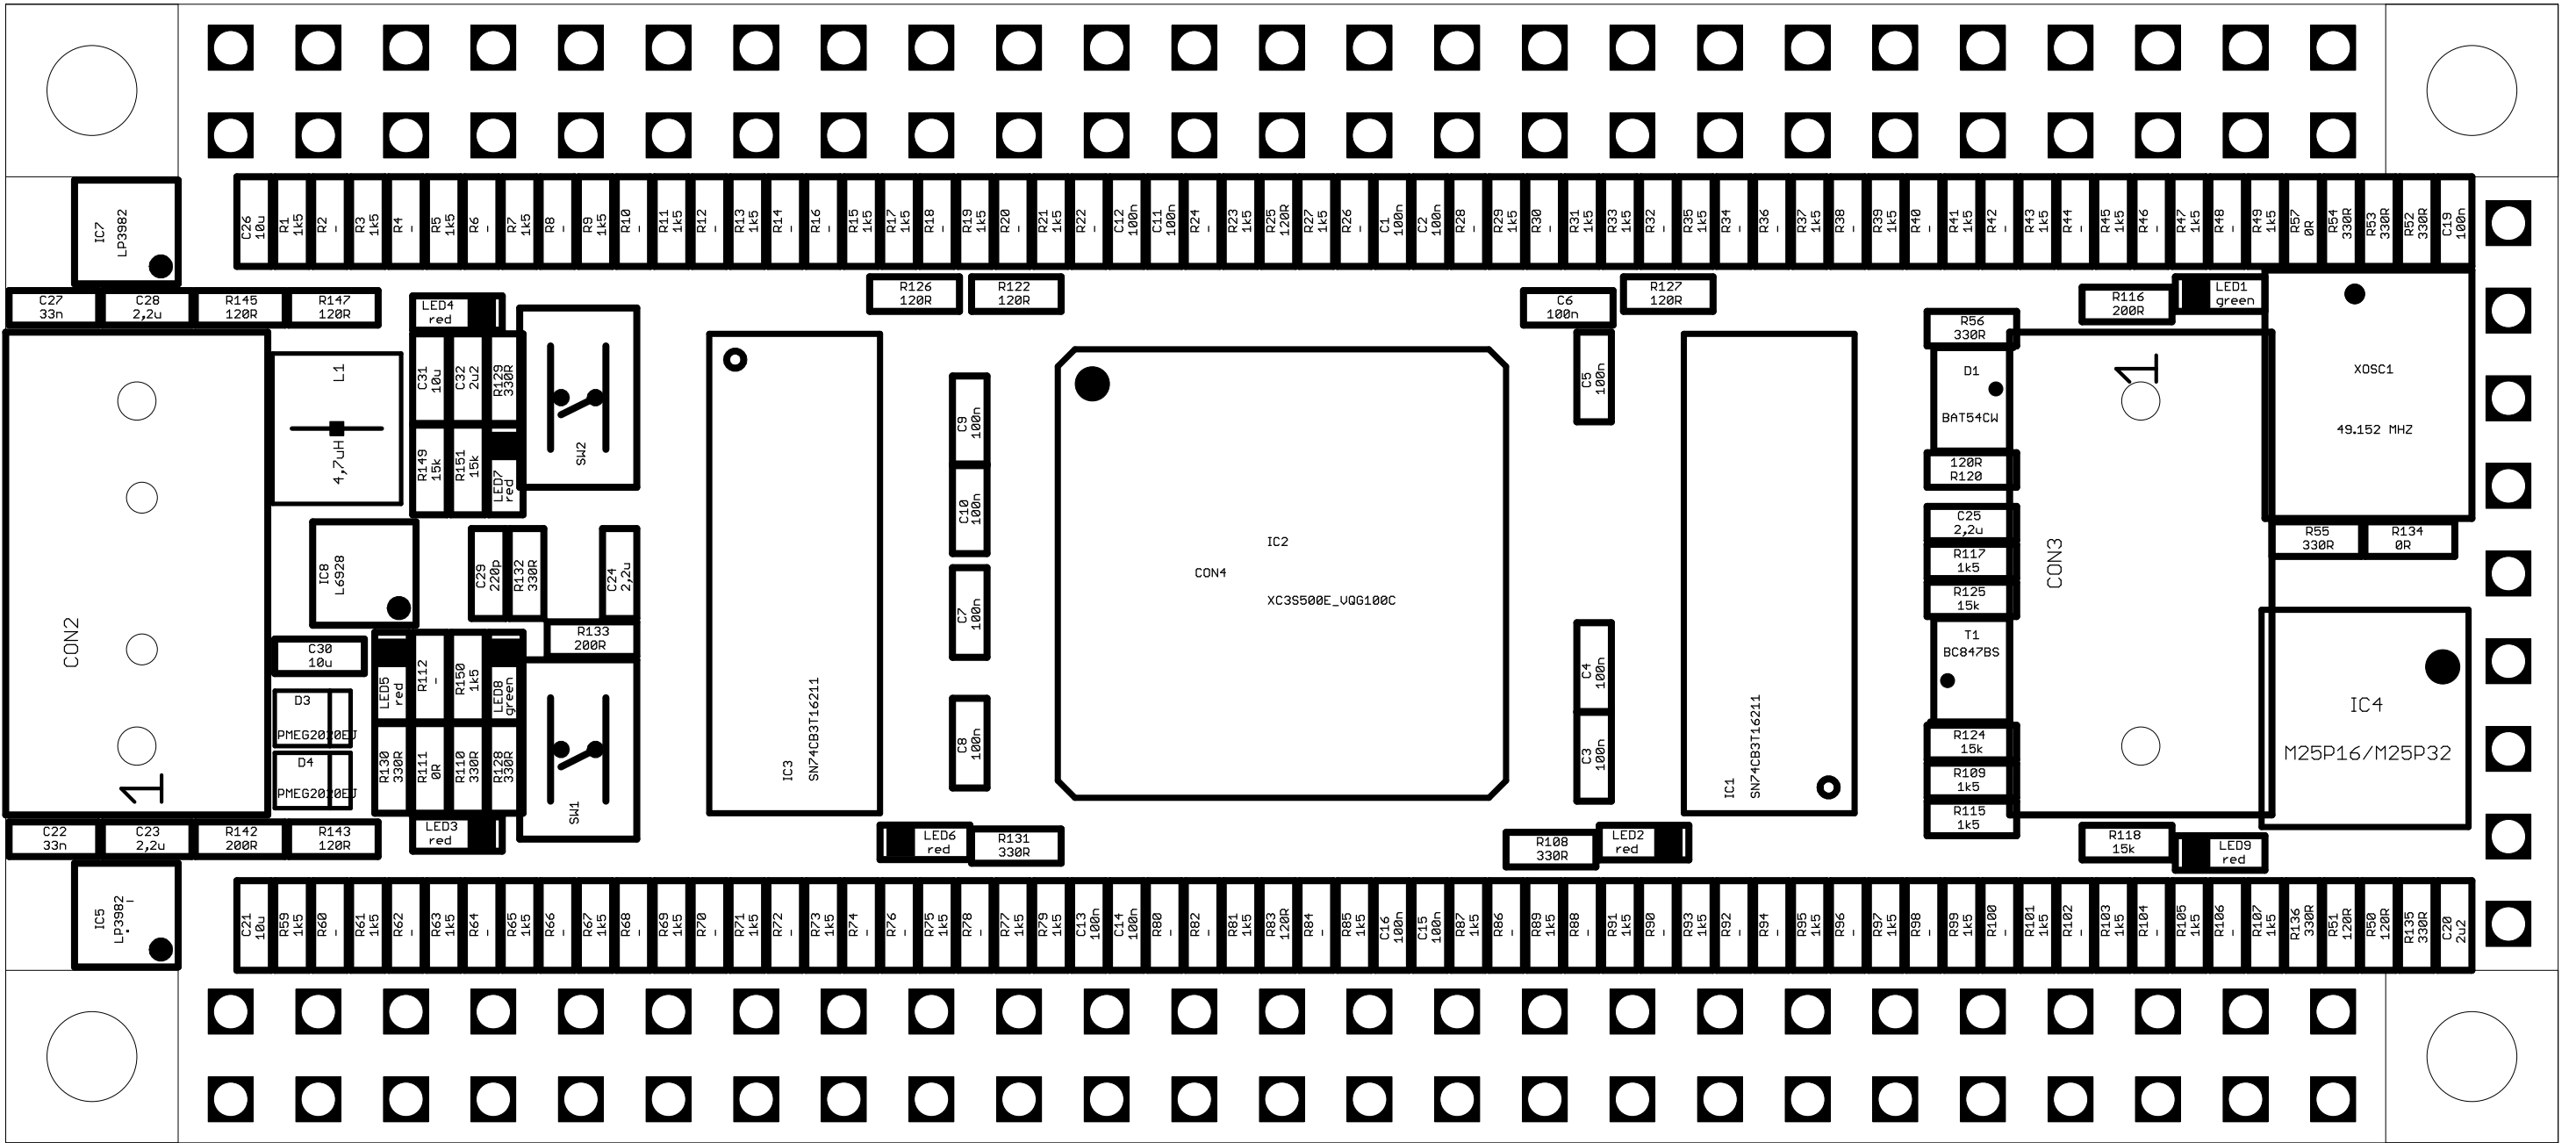 C26
10u
R1
1k5
R2
-
R3
1k5
R4
-
R5
1k5
R6
-
R7
1k5
R8
-
R9
1k5
R10
-
R11
1k5
R12
-
R13
1k5
R14
-
R16
-
R15
1k5
R17
1k5
R18
-
R19
1k5
R20
-
R21
1k5
R22
-
C12
100n
C11
100n
R24
-
R23
1k5
R25
120R
R27
1k5
R26
-
C1
100n
C2
100n
R28
-
R29
1k5
R30
-
R31
1k5
R33
1k5
R32
-
R35
1k5
R34
-
R36
-
R37
1k5
R38
-
R39
1k5
R40
-
R41
1k5
R42
-
R43
1k5
R44
-
R45
1k5
R46
-
R47
1k5
R48
-
R49
1k5
R57
0R
R54
330R
R53
330R
R52
330R
C19
100n
IC7
LP3982
C27
33n
C28
2,2u
R145
120R
R147
120R
LED4
red
R126
120R
R122
120R
C6
100n
R127
120R
R116
200R
LED1
green
R56
330R
L1
4,7uH
C31
10u
C32
2u2
R129
330R
R149
15k
R151
15k
LED7
red
SW2
C9
100n
C10
100n
C5
100n
D1
BAT54CW
120R
R120
1
XOSC1
49.152 MHZ
C25
2,2u
R117
1k5
R125
15k
CON3
R55
330R
R134
0R
IC8
L6928
C29
220p
R132
330R
C24
2,2u
IC2
CON4
XC3S500E_VQG100C
C7
100n
CON2
C30
10u
R133
200R
D3
PMEG2020EJ
D4
PMEG2020EJ
1
LED5
red
R112
-
R150
1k5
LED8
green
R130
330R
R111
0R
R110
330R
R128
330R
SW1
IC3
SN74CB3T16211
C8
100n
C4
100n
C3
100n
IC1
SN74CB3T16211
T1
BC847BS
R124
15k
R109
1k5
R115
1k5
IC4
M25P16/M25P32
C22
33n
C23
2,2u
R142
200R
R143
120R
LED3
red
LED6
red
R131
330R
R108
330R
LED2
red
R118
15k
LED9
red
IC5
LP3982
C21
10u
R59
1k5
R60
-
R61
1k5
R62
-
R63
1k5
R64
-
R65
1k5
R66
-
R67
1k5
R68
-
R69
1k5
R70
-
R71
1k5
R72
-
R73
1k5
R74
-
R76
-
R75
1k5
R78
-
R77
1k5
R79
1k5
C13
100n
C14
100n
R80
-
R82
-
R81
1k5
R83
120R
R84
-
R85
1k5
C16
100n
C15
100n
R87
1k5
R86
-
R89
1k5
R88
-
R91
1k5
R90
-
R93
1k5
R92
-
R94
-
R95
1k5
R96
-
R97
1k5
R98
-
R99
1k5
R100
-
R101
1k5
R102
-
R103
1k5
R104
-
R105
1k5
R106
-
R107
1k5
R136
330R
R51
120R
R50
120R
R135
330R
C20
2u2